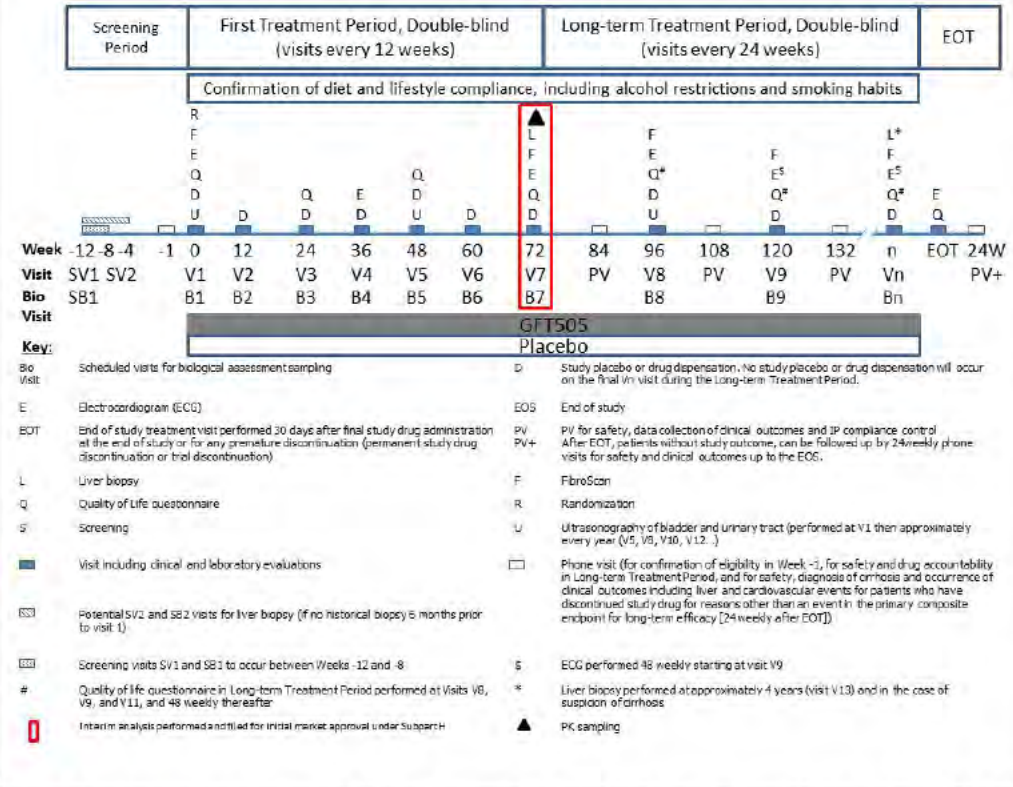 Screening
Period
First Treatment Period, Double-blind
(visits every 12 weeks)
Long-term Treatment Period, Double-blind
(visits every 24 weeks)
EOT
Confirmation of diet and lifestyle compliance, including alcohol restrictions and smoking habits
R L F L*
F F E F F
E E Q# E$ E$
Q Q E Q Q D Q# Q# E
D D Q D D D U D Q D U D D D Q
Week -12 -8 -4 -1 0 12 24 36 48 60 72 84 96 108 120 132 n EOT 24W
Visit SV1 SV2 V1 V2 V3 V4 V5 V6 V7 PV V8 PV V9 PV Vn PV+
Bio SB1 B1 B2 B3 B4 B5 B6 B7 B8 B9 Bn
Visit
GFT505
Placebo
Key:
Bio Visit Scheduled visits for biological assessment sampling
D Study placebo or drug dispensation. No study placebo or drug dispensation will occur
on the final Vn visit during the Long-term Treatment Period.
E Electrocardiogram (ECG)
EOS End of study
EOT End of study treatment visit performed 30 days after final study drug administration
at the end of study or for any premature discontinuation (permanent study drug
discontinuation or trial discontinuation)
PV PV for safety, data collection of clinical outcomes and IP compliance control
PV+ After EOT, patients without study outcome, can be followed up by 24weekly phone
visits for safety and clinical outcomes up to the EOS.
L Liver biopsy
F FibroScan
Q Quality of Life questionnaire
R Randomization
S Screening
U Ultrasonography of bladder and urinary tract (performed at V1 then approximately
every year (V5, V8, V10, V12...)
Visit including clinical and laboratory evaluations
Phone visit (for confirmation of eligibility in Week -1, for safety and drug accountability
in Long-term Treatment Period, and for safety, diagnosis of cirrhosis and occurrence of
clinical outcomes including liver and cardiovascular events for patients who have
discontinued study drug for reasons other than an event in the primary composite
endpoint for long-term efficacy [24 weekly after EOT])
Potential SV2 and SB2 visits for liver biopsy (if no historical biopsy 6 months prior
to visit 1)
Screening visits SV1 and SB1 to occur between Weeks -12 and -8
$ ECG performed 48 weekly starting at visit V9
# Quality of life questionnaire in Long-term Treatment Period performed at Visits V8,
V9, and V11, and 48 weekly thereafter
* Liver biopsy performed at approximately 4 years (visit V13) and in the case of
suspicion of cirrhosis
Interim analysis performed and filed for initial market approval under Subpart H
PK sampling